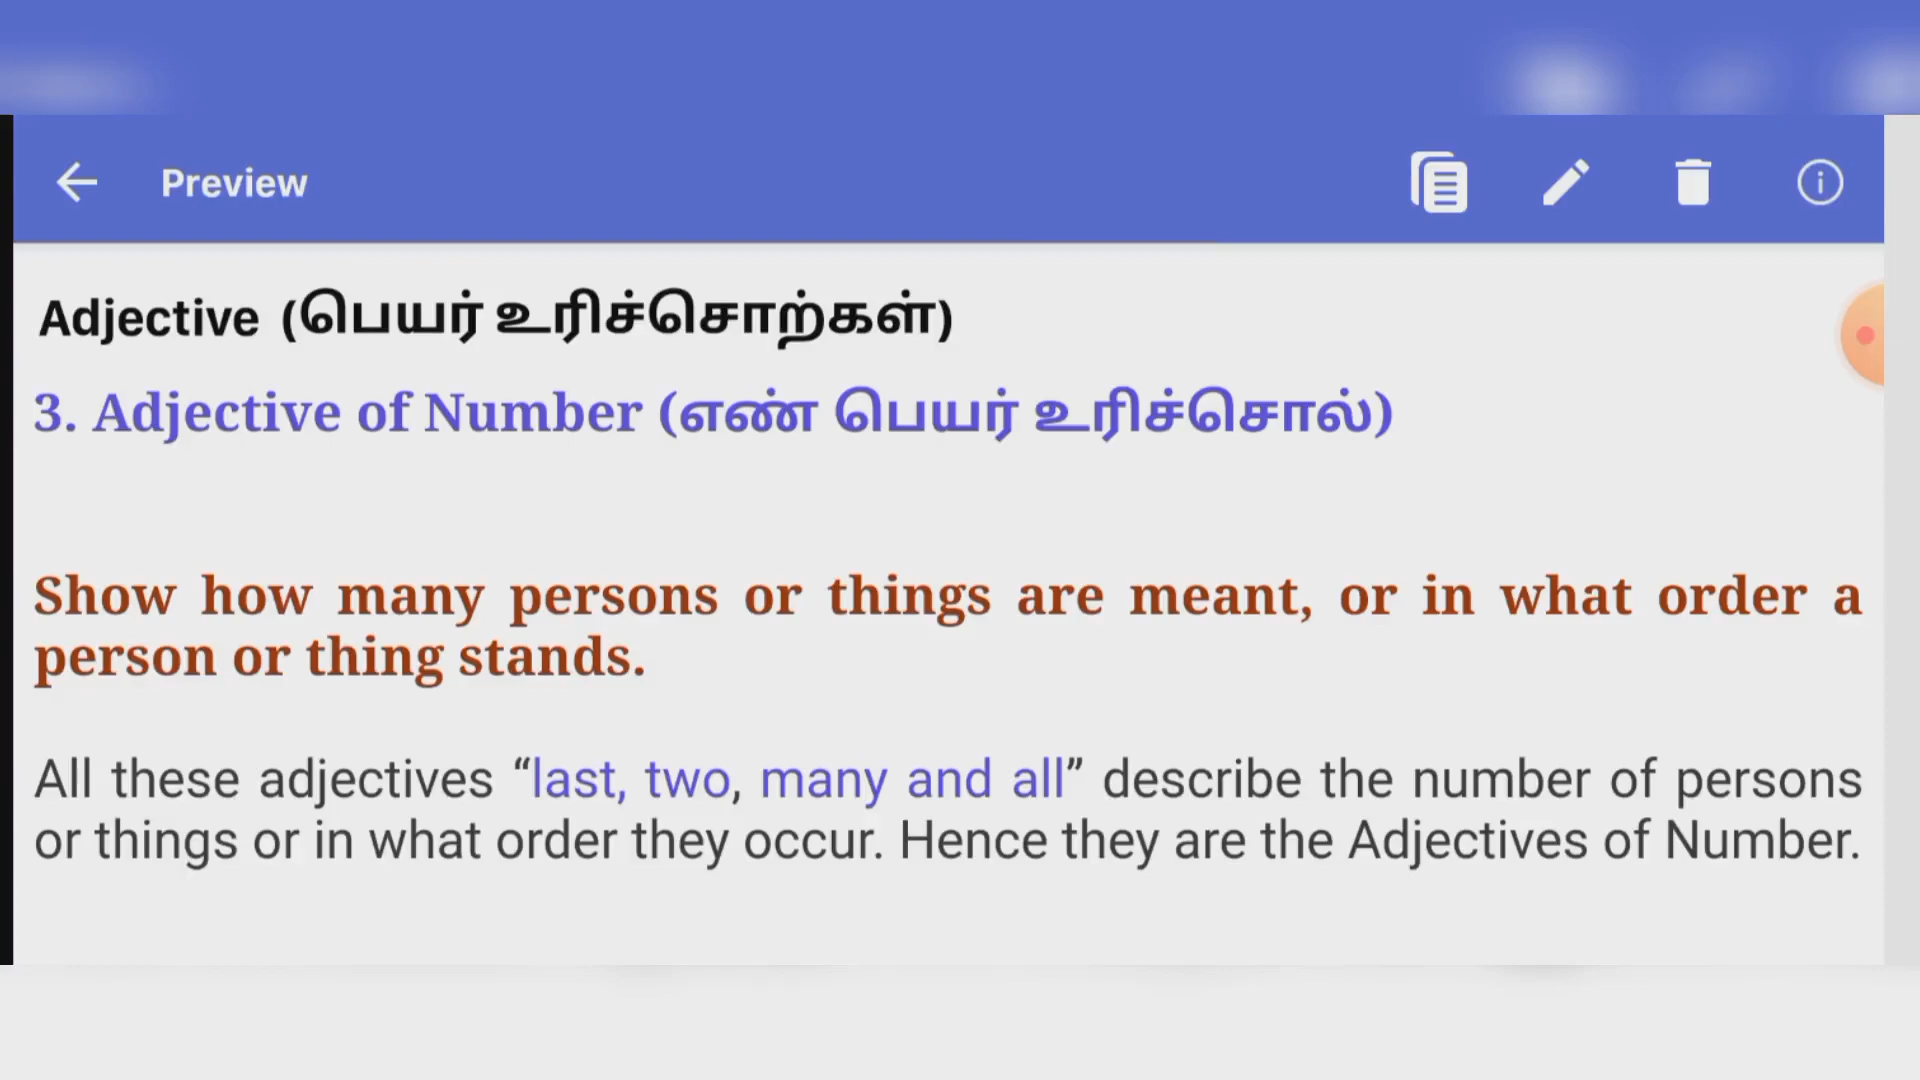 Preview
Adjective (பெயர் உரிச்சொற்கள்)
3. Adjective of Number (எண் பெயர் உரிச்சொல்)
Show how many persons or things are meant, or in what order a
person or thing stands.
All these adjectives “last, two, many and all” describe the number of persons
or things or in what order they occur. Hence they are the Adjectives of Number.